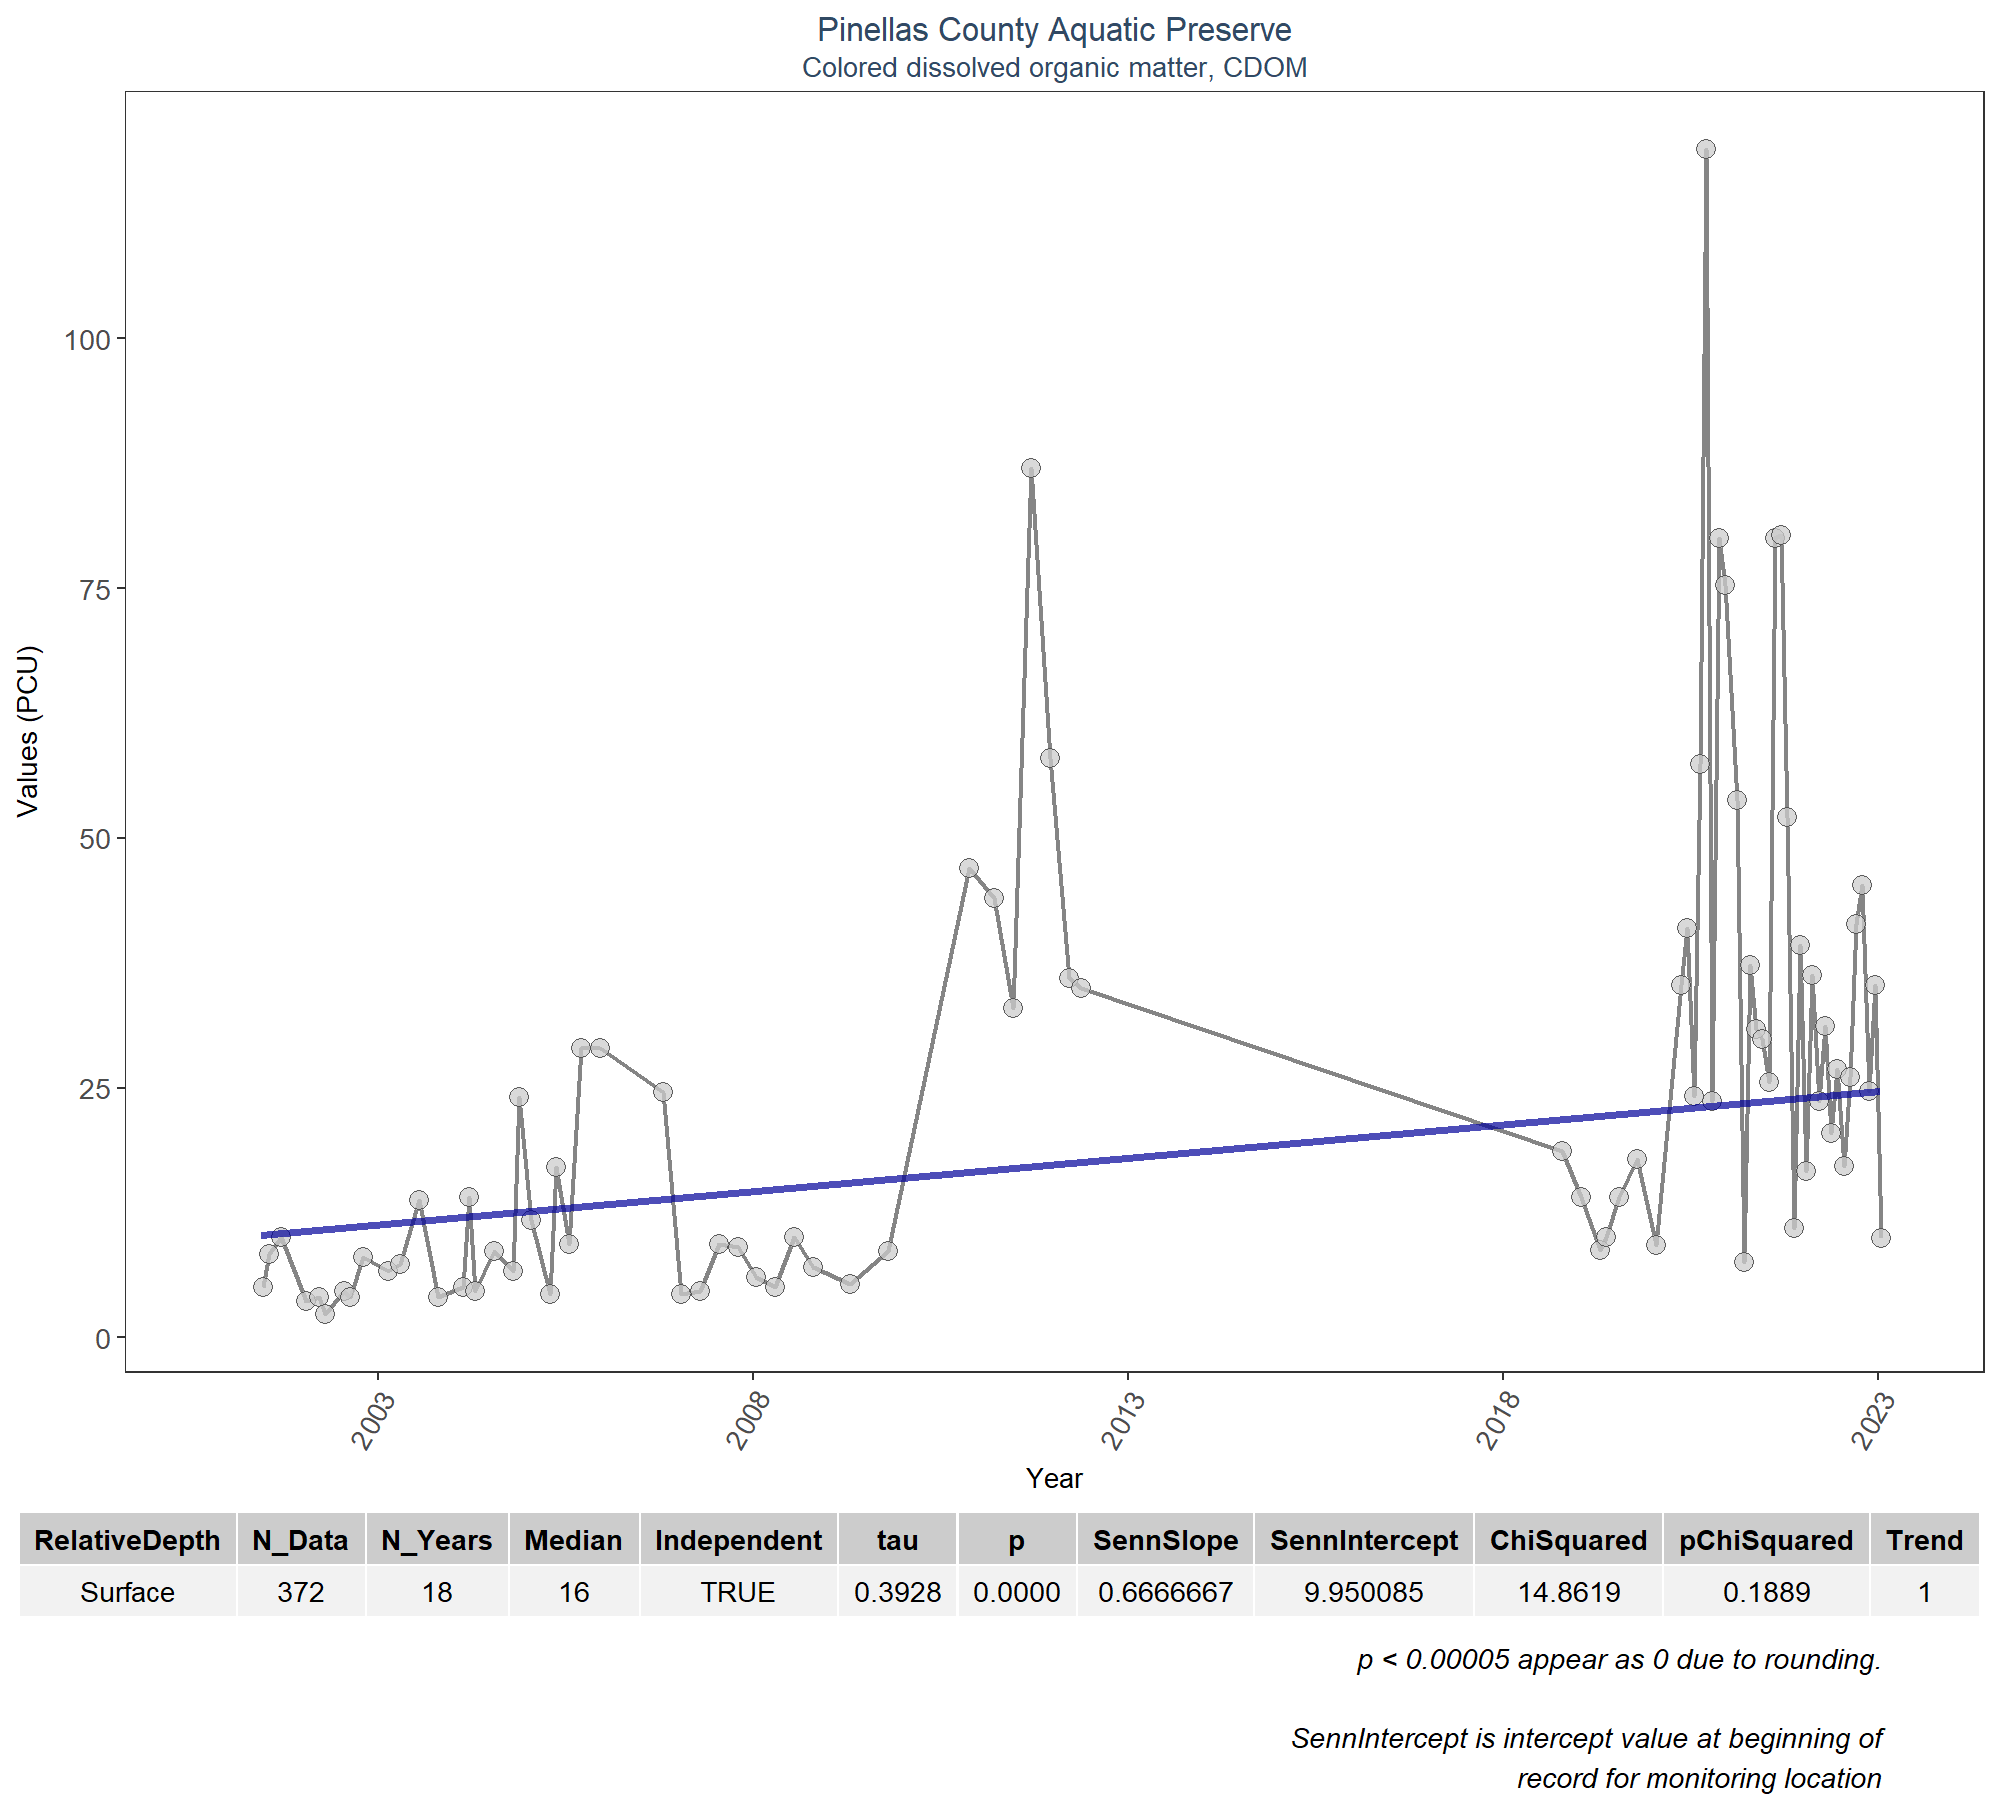 Pinellas County Aquatic Preserve
Colored dissolved organic matter, CDOM
Values (PCU)
100
75
50
25
0
2003 2008 2013 2018 2023
Year
RelativeDepth N_Data N_Years Median Independent tau p SennSlope SennIntercept ChiSquared pChiSquared Trend
Surface 372 18 16 TRUE 0.3928 0.0000 0.6666667 9.950085 14.8619 0.1889 1
p < 0.00005 appear as 0 due to rounding.
SennIntercept is intercept value at beginning of
record for monitoring location